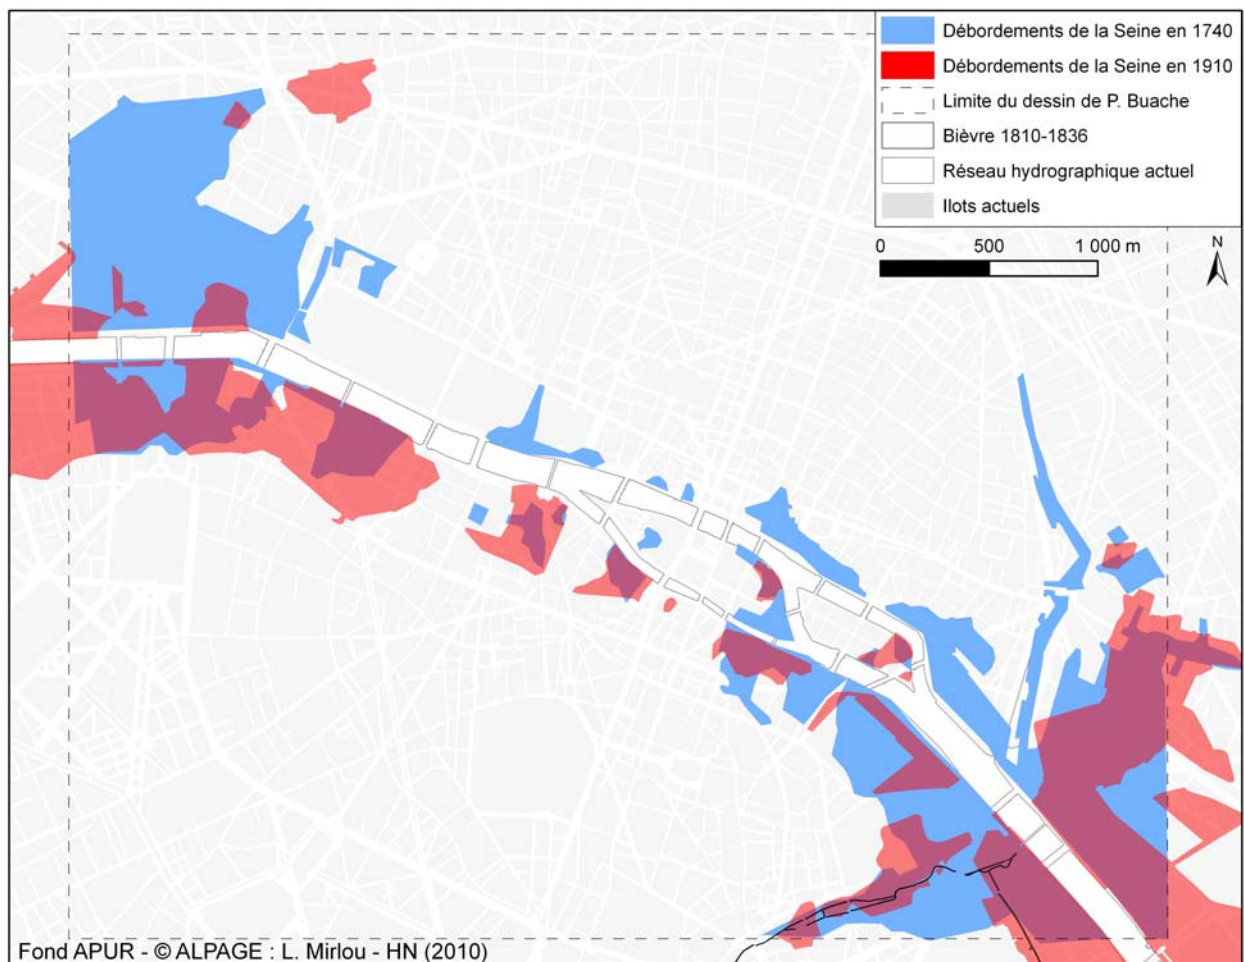 Débordements de la Seine en 1740
Débordements de la Seine en 1910
Limite du dessin de P. Buache
Bièvre 1810-1836
Réseau hydrographique actuel
Ilots actuels
0 500 1 000 m
N
Fond APUR - © ALPAGE : L. Mirlou - HN (2010)